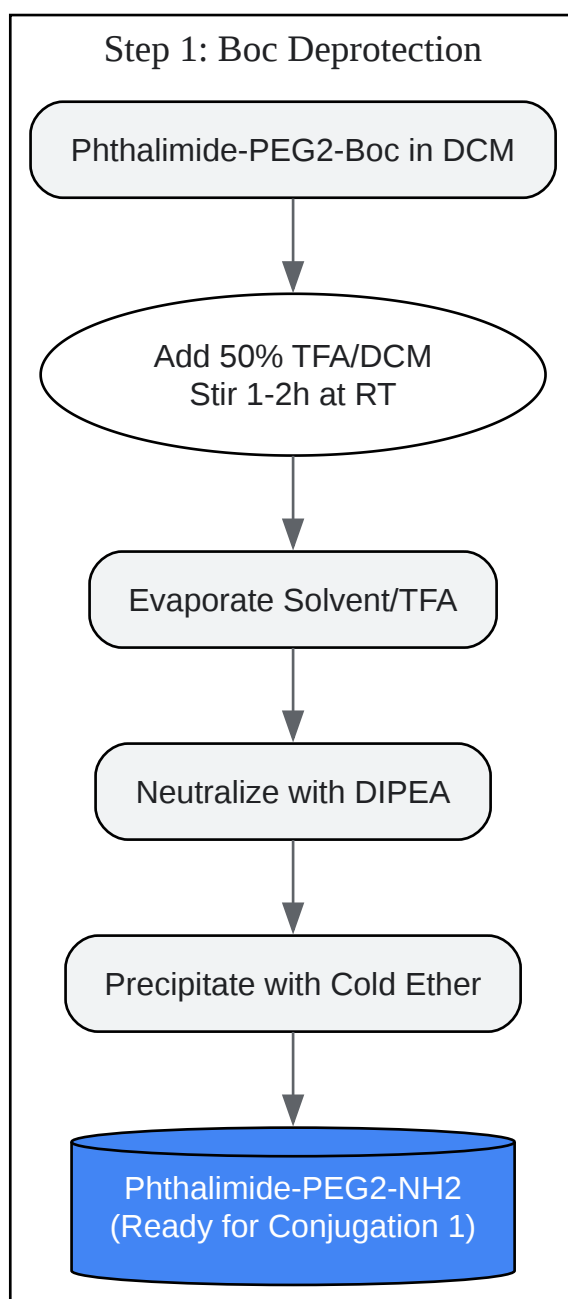 Step 1: Boc Deprotection
Phthalimide-PEG2-Boc in DCM
Add 50% TFA/DCM
Stir 1-2h at RT
Evaporate Solvent/TFA
Neutralize with DIPEA
Precipitate with Cold Ether
Phthalimide-PEG2-NH2
(Ready for Conjugation 1)